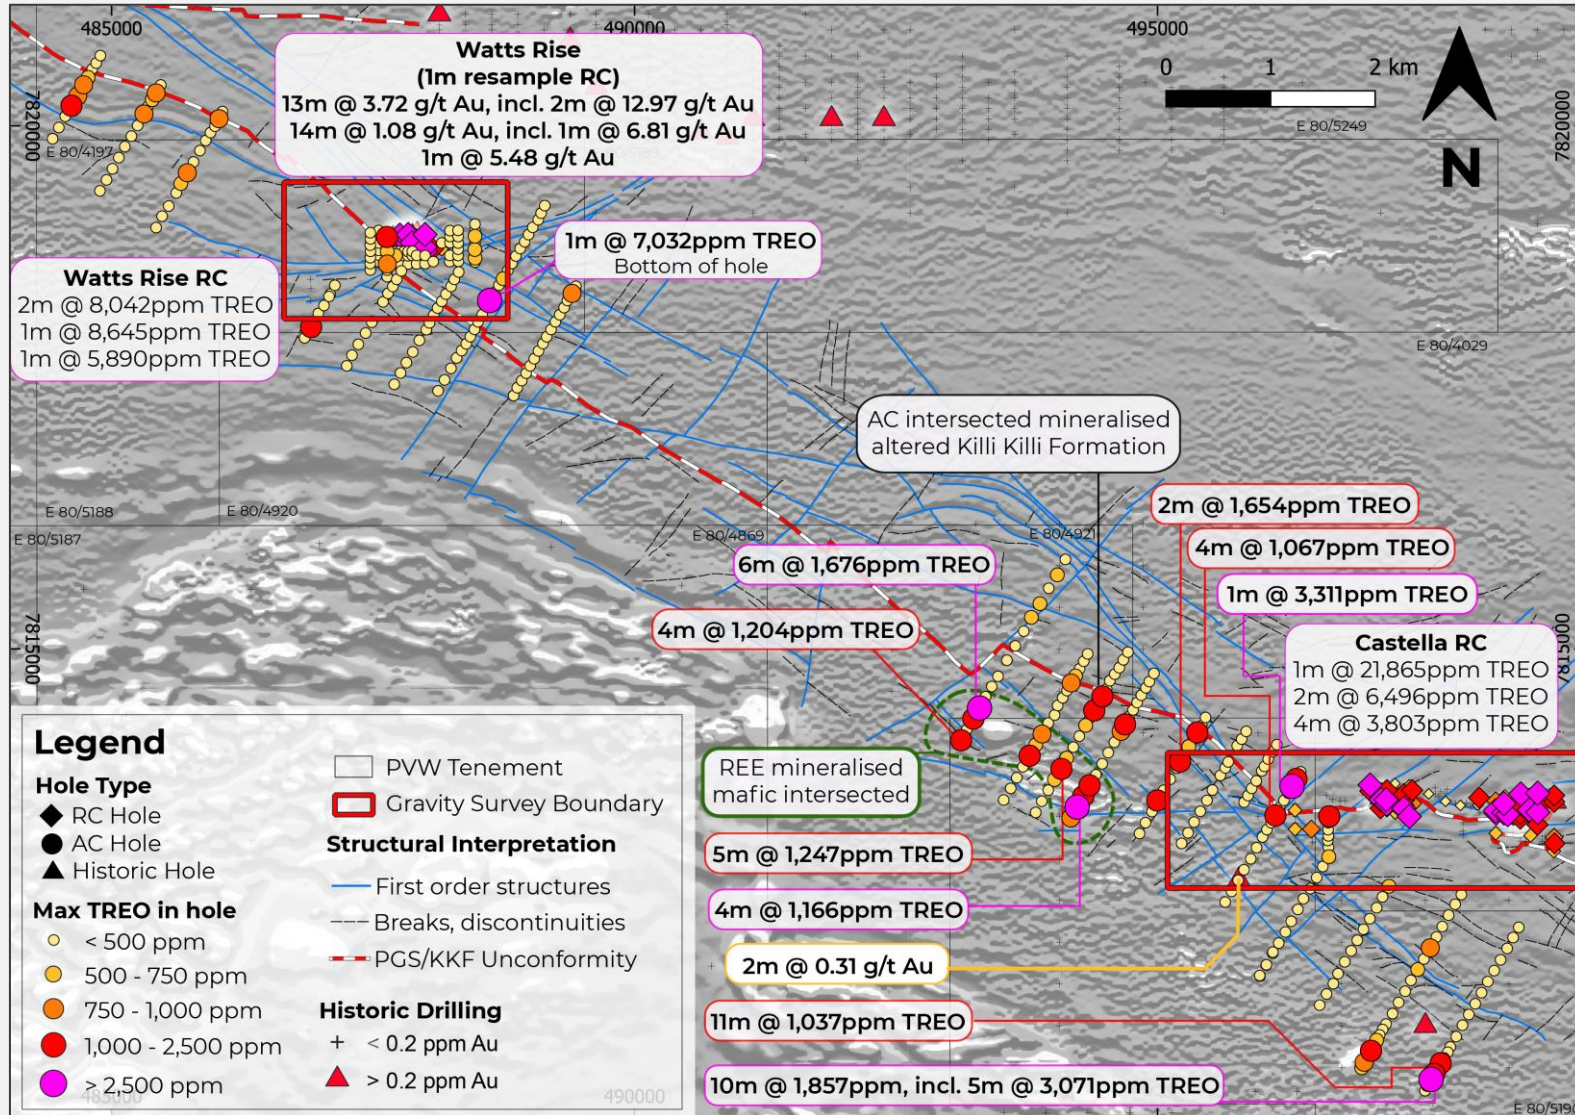 485000
490000
495000
Watts Rise
(1m resample RC)
13m @ 3.72 g/t Au, incl. 2m @ 12.97 g/t Au
14m @ 1.08 g/t Au, incl. 1m @ 6.81 g/t Au
1m @ 5.48 g/t Au
0 1 2 km
N
7820000
7820000
E 80/4197
E 80/5249
1m @ 7,032ppm TREO
Bottom of hole
Watts Rise RC
2m @ 8,042ppm TREO
1m @ 8,645ppm TREO
1m @ 5,890ppm TREO
E 80/4029
AC intersected mineralised
altered Killi Killi Formation
E 80/5188
E 80/4920
E 80/5187
E 80/4869
E 80/4921
2m @ 1,654ppm TREO
4m @ 1,067ppm TREO
1m @ 3,311ppm TREO
6m @ 1,676ppm TREO
4m @ 1,204ppm TREO
7815000
7815000
Castella RC
1m @ 21,865ppm TREO
2m @ 6,496ppm TREO
4m @ 3,803ppm TREO
REE mineralised
mafic intersected
5m @ 1,247ppm TREO
4m @ 1,166ppm TREO
2m @ 0.31 g/t Au
11m @ 1,037ppm TREO
10m @ 1,857ppm, incl. 5m @ 3,071ppm TREO
E 80/5190
Legend
Hole Type
RC Hole
AC Hole
Historic Hole
Max TREO in hole
< 500 ppm
500 - 750 ppm
750 - 1,000 ppm
1,000 - 2,500 ppm
> 2,500 ppm
PVW Tenement
Gravity Survey Boundary
Structural Interpretation
First order structures
Breaks, discontinuities
PGS/KKF Unconformity
Historic Drilling
< 0.2 ppm Au
> 0.2 ppm Au
485000
490000